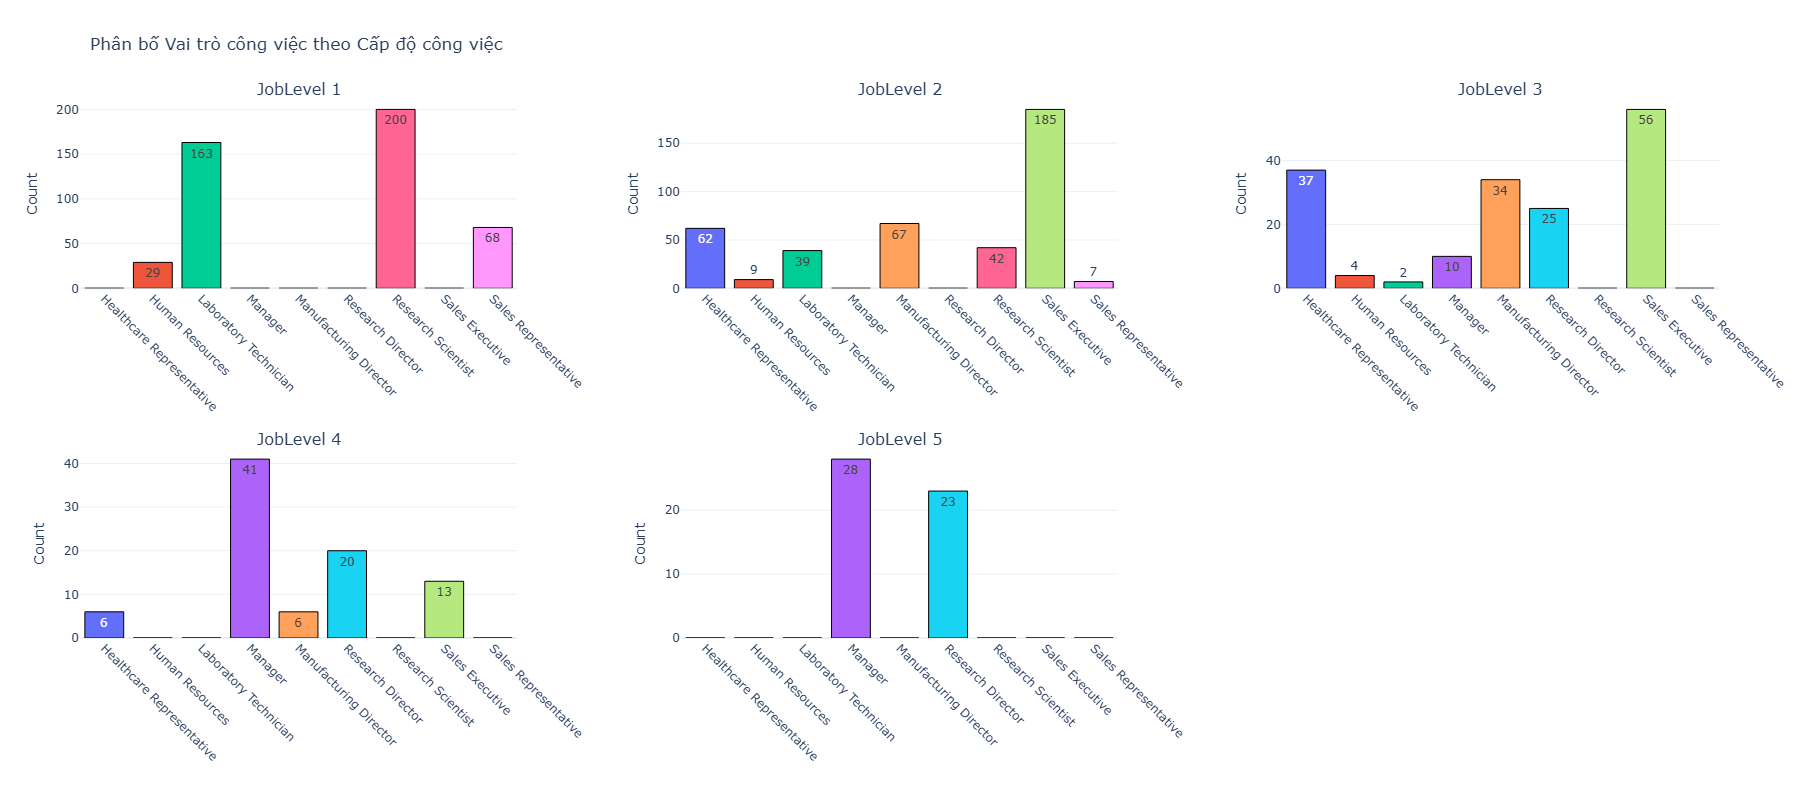 Phân bố Vai trò công việc theo Cấp độ công việc
JobLevel 1
Count
200
150
100
50
0
29
163
200
68
Healthcare Representative
Human Resources
Laboratory Technician
Manager
Manufacturing Director
Research Director
Research Scientist
Sales Executive
Sales Representative
JobLevel 2
Count
150
100
50
0
62
9
39
67
42
185
7
Healthcare Representative
Human Resources
Laboratory Technician
Manager
Manufacturing Director
Research Director
Research Scientist
Sales Executive
Sales Representative
JobLevel 3
Count
40
20
0
37
4
2
10
34
25
56
Healthcare Representative
Human Resources
Laboratory Technician
Manager
Manufacturing Director
Research Director
Research Scientist
Sales Executive
Sales Representative
JobLevel 4
Count
40
30
20
10
0
6
41
6
20
13
Healthcare Representative
Human Resources
Laboratory Technician
Manager
Manufacturing Director
Research Director
Research Scientist
Sales Executive
Sales Representative
JobLevel 5
Count
20
10
0
28
23
Healthcare Representative
Human Resources
Laboratory Technician
Manager
Manufacturing Director
Research Director
Research Scientist
Sales Executive
Sales Representative